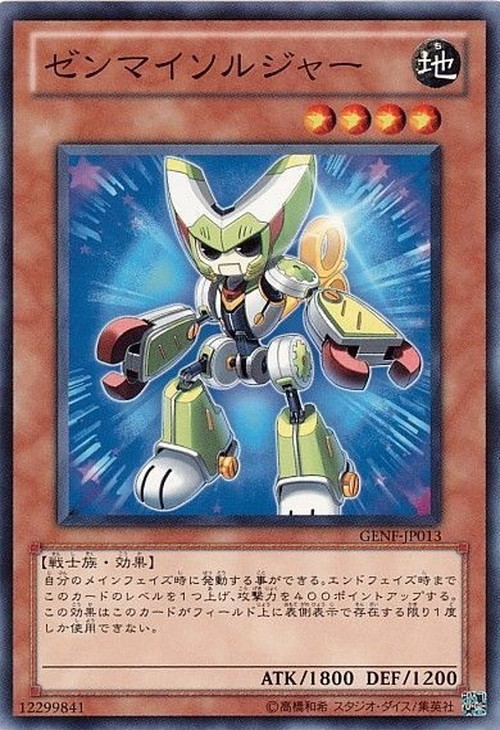 ゼンマイソルジャー
地
GENF-JP013
【戦士族・効果】
自分のメインフェイズ時に発動する事ができる。エンドフェイズ時まで
このカードのレベルを１つ上げ、攻撃力を４００ポイントアップする。
この効果はこのカードがフィールド上に表側表示で存在する限り１度
しか使用できない。
ATK/1800 DEF/1200
12299841
©高橋和希 スタジオ・ダイス/集英社